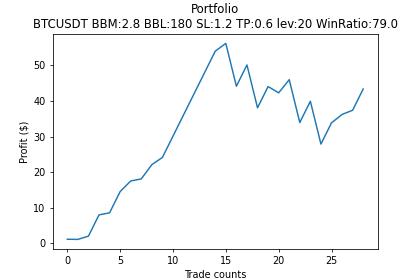 Portfolio
BTCUSDT BBM:2.8 BBL:180 SL:1.2 TP:0.6 lev:20 WinRatio:79.0
Profit ($)
50
40
30
20
10
0
0 5 10 15 20 25
Trade counts